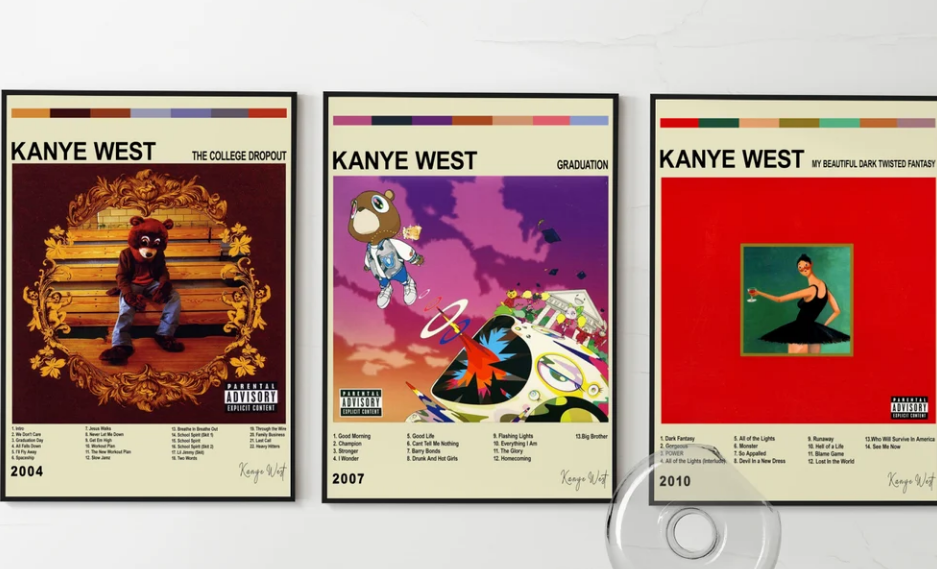 KANYE WEST
THE COLLEGE DROPOUT
PARENTAL
ADVISORY
EXPLICIT CONTENT
1. Intro
2. We Don't Care
3. Graduation Day
4. All Falls Down
5. I'll Fly Away
6. Spaceship
7. Jesus Walks
8. Never Let Me Down
9. Get Em High
10. Workout Plan
11. The New Workout Plan
12. Slow Jamz
13. Breathe In Breathe Out
14. School Spirit (Skit 1)
15. School Spirit
16. School Spirit (Skit 2)
17. Lil Jimmy (Skit)
Two Words
Through the Wire
20. Family Business
21. Last Call
22. Heavy Hitters
2004
Kanye West
KANYE WEST
GRADUATION
PARENTAL
ADVISORY
EXPLICIT CONTENT
1. Good Morning
2. Champion
3. Stronger
4. I Wonder
5. Good Life
6. Cant Tell Me Nothing
7. Barry Bonds
8. Drunk And Hot Girls
9. Flashing Lights
10. Everything I Am
11. The Glory
12. Homecoming
13.Big Brother
2007
Kanye West
KANYE WEST
MY BEAUTIFUL DARK TWISTED FANTASY
PARENTAL
ADVISORY
EXPLICIT CONTENT
1. Dark Fantasy
2. Gorgeous
3. POWER
4. All of the Lights (Interlude)
5. All of the Lights
6. Monster
7. So Appalled
8. Devil In a New Dress
9. Runaway
10. Hell of a Life
11. Blame Game
12. Lost in the World
13.Who Will Survive in America
14. See Me Now
2010
Kanye West